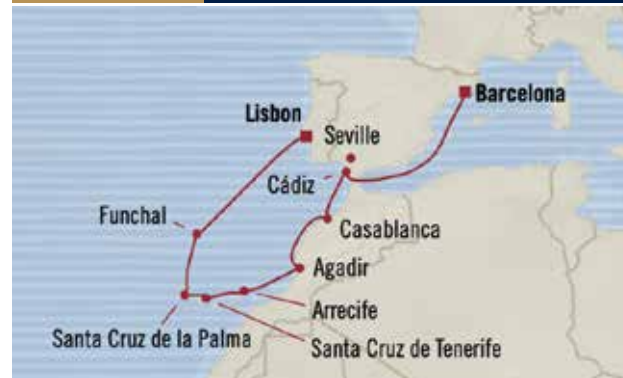 Barcelona
Lisbon
Seville
Cádiz
Funchal
Casablanca
Agadir
Arrecife
Santa Cruz de la Palma
Santa Cruz de Tenerife